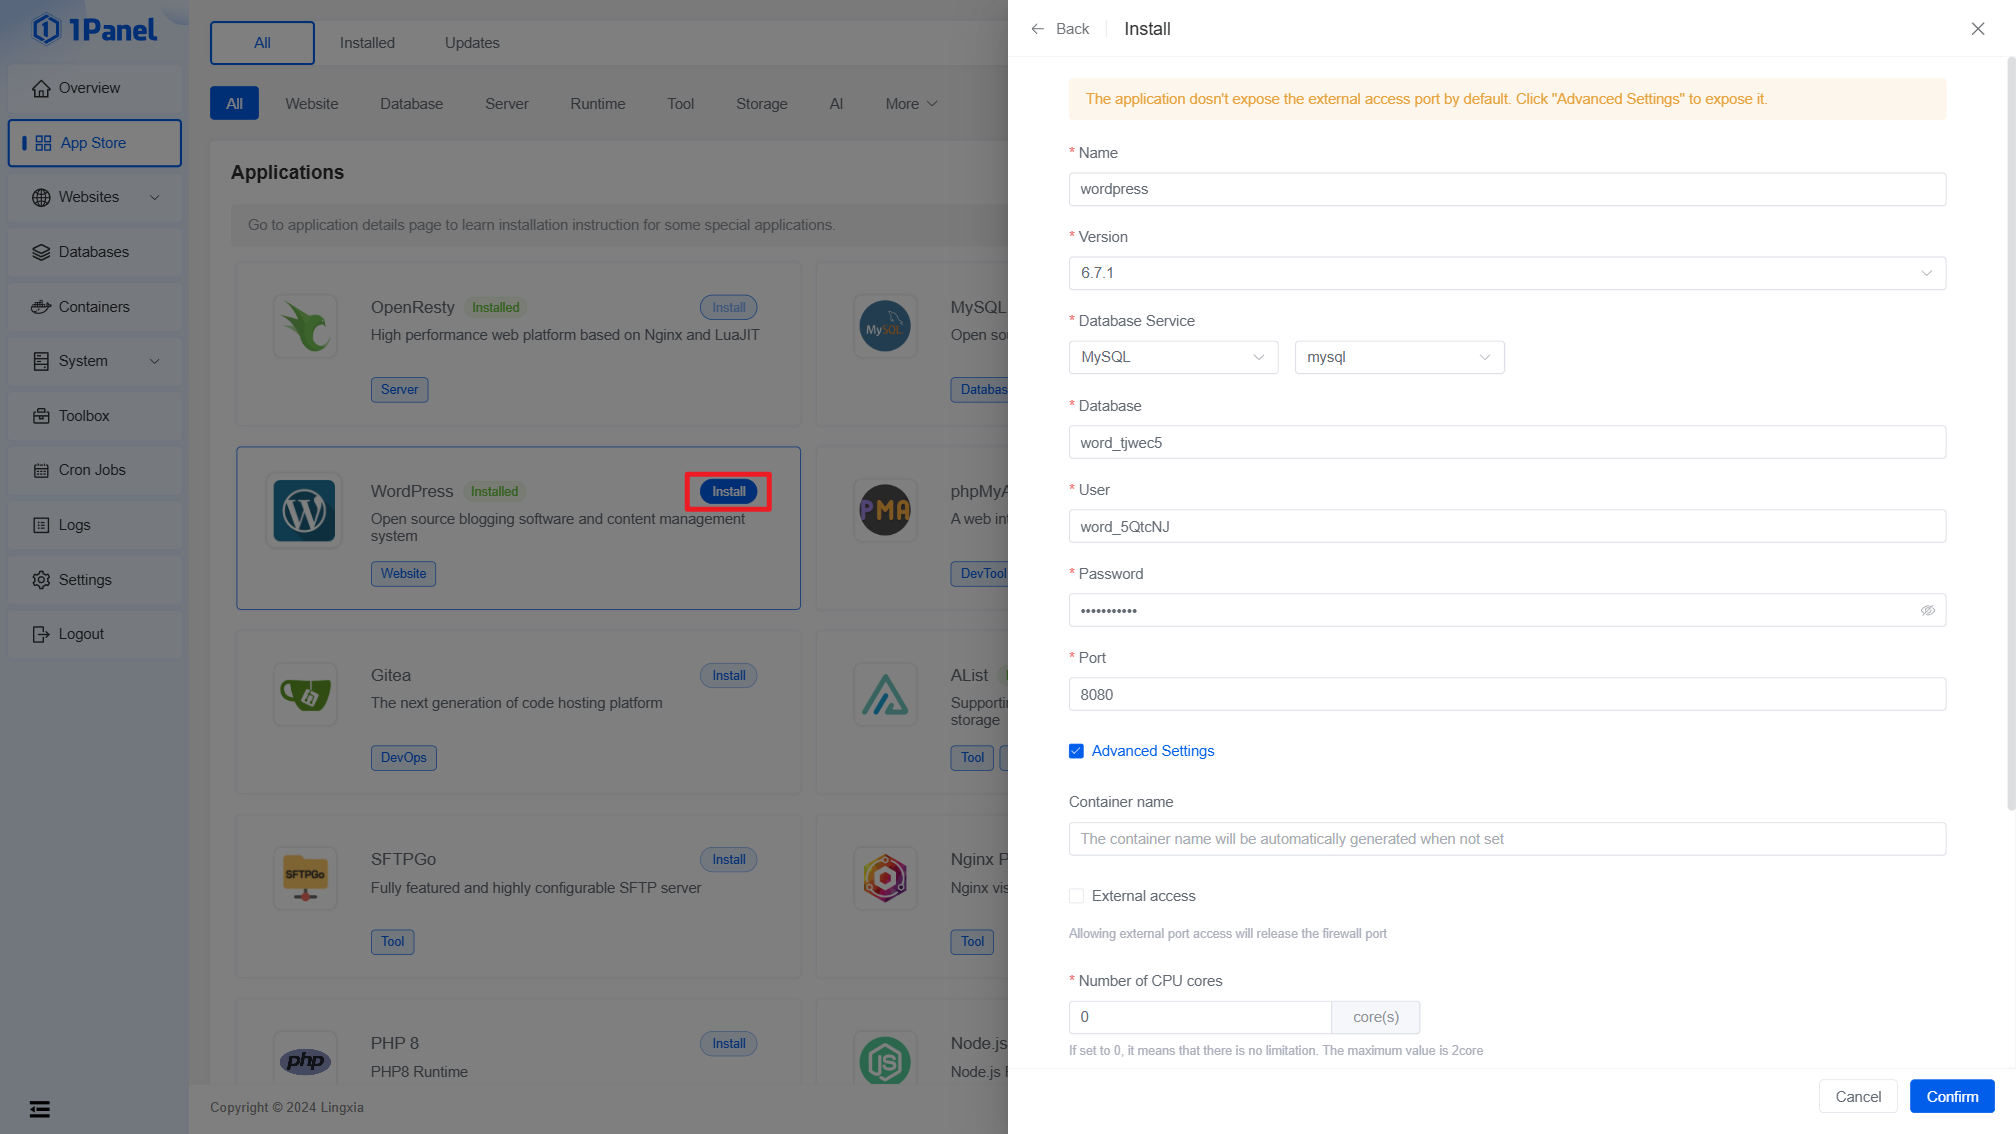 1Panel
Overview
App Store
Websites
Databases
Containers
System
Toolbox
Cron Jobs
Logs
Settings
Logout
All
Installed
Updates
All
Website
Database
Server
Runtime
Tool
Storage
AI
More
Applications
Go to application details page to learn installation instruction for some special applications.
OpenResty
Installed
Install
High performance web platform based on Nginx and LuaJIT
Server
MySQL
MySQL
Open sou
Databas
WordPress
Installed
Install
Open source blogging software and content management
system
Website
PMA
phpMyA
A web int
DevTool
Gitea
Install
The next generation of code hosting platform
DevOps
AList
Supportin
storage
Tool
SFTPGo
SFTPGo
Install
Fully featured and highly configurable SFTP server
Tool
Nginx P
Nginx vis
Tool
php
PHP 8
Install
PHP8 Runtime
Node.js
Node.js
Copyright © 2024 Lingxia
Back
Install
The application dosn't expose the external access port by default. Click "Advanced Settings" to expose it.
* Name
wordpress
* Version
6.7.1
* Database Service
MySQL
mysql
* Database
word_tjwec5
* User
word_5QtcNJ
* Password
•••••••••••
* Port
8080
Advanced Settings
Container name
The container name will be automatically generated when not set
External access
Allowing external port access will release the firewall port
* Number of CPU cores
0
core(s)
If set to 0, it means that there is no limitation. The maximum value is 2core
Cancel
Confirm